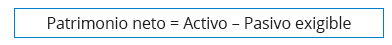 Patrimonio neto = Activo – Pasivo exigible